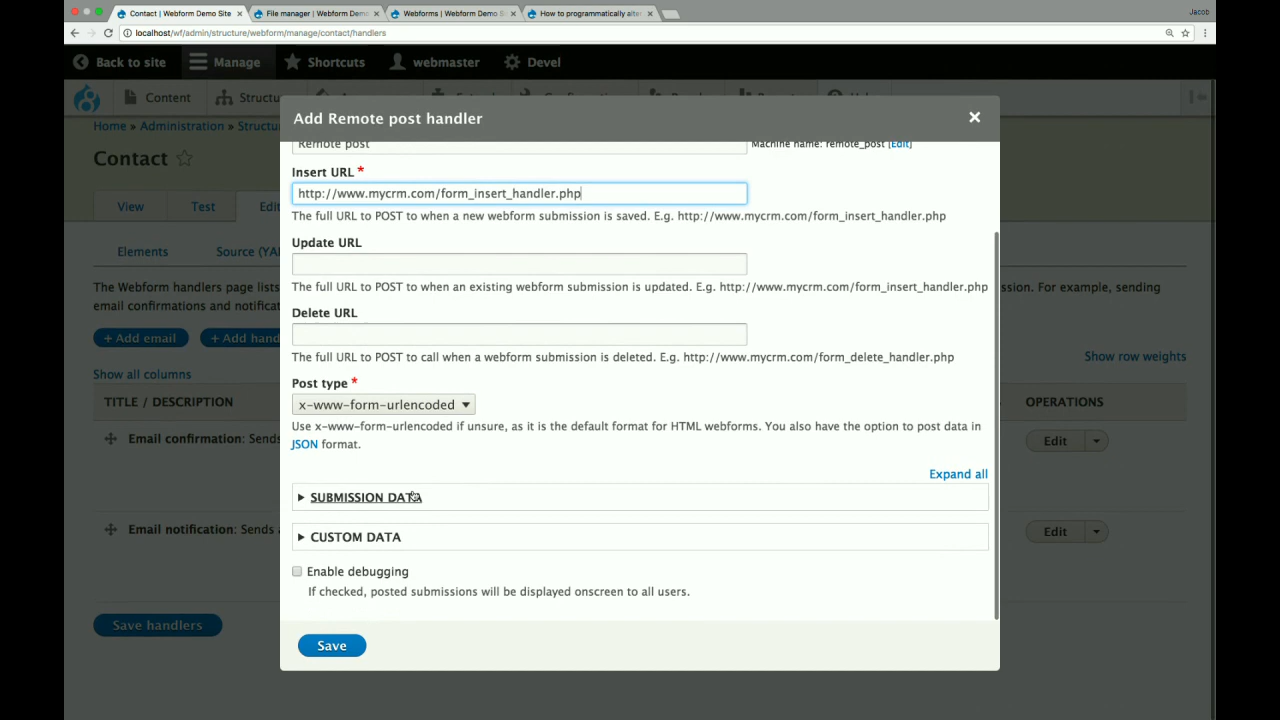 Contact | Webform Demo Site
File manager | Webform Demo
Webforms | Webform Demo S
How to programmatically alte
Jacob
localhost/wf/admin/structure/webform/manage/contact/handlers
Back to site
Manage
Shortcuts
webmaster
Devel
Content
Structu
Home » Administration » Structu
Contact
View
Test
Edi
Elements
Source (YA
The Webform handlers page lists
ssion. For example, sending
email confirmations and notificat
+ Add email
+ Add hand
Show all columns
Show row weights
TITLE / DESCRIPTION
OPERATIONS
Email confirmation: Sends
Edit
Email notification: Sends a
Edit
Save handlers
Add Remote post handler
Remote post
Machine name: remote_post [Edit]
Insert URL *
http://www.mycrm.com/form_insert_handler.php
The full URL to POST to when a new webform submission is saved. E.g. http://www.mycrm.com/form_insert_handler.php
Update URL
The full URL to POST to when an existing webform submission is updated. E.g. http://www.mycrm.com/form_insert_handler.php
Delete URL
The full URL to POST to call when a webform submission is deleted. E.g. http://www.mycrm.com/form_delete_handler.php
Post type *
x-www-form-urlencoded
Use x-www-form-urlencoded if unsure, as it is the default format for HTML webforms. You also have the option to post data in
JSON format.
Expand all
SUBMISSION DATA
CUSTOM DATA
Enable debugging
If checked, posted submissions will be displayed onscreen to all users.
Save